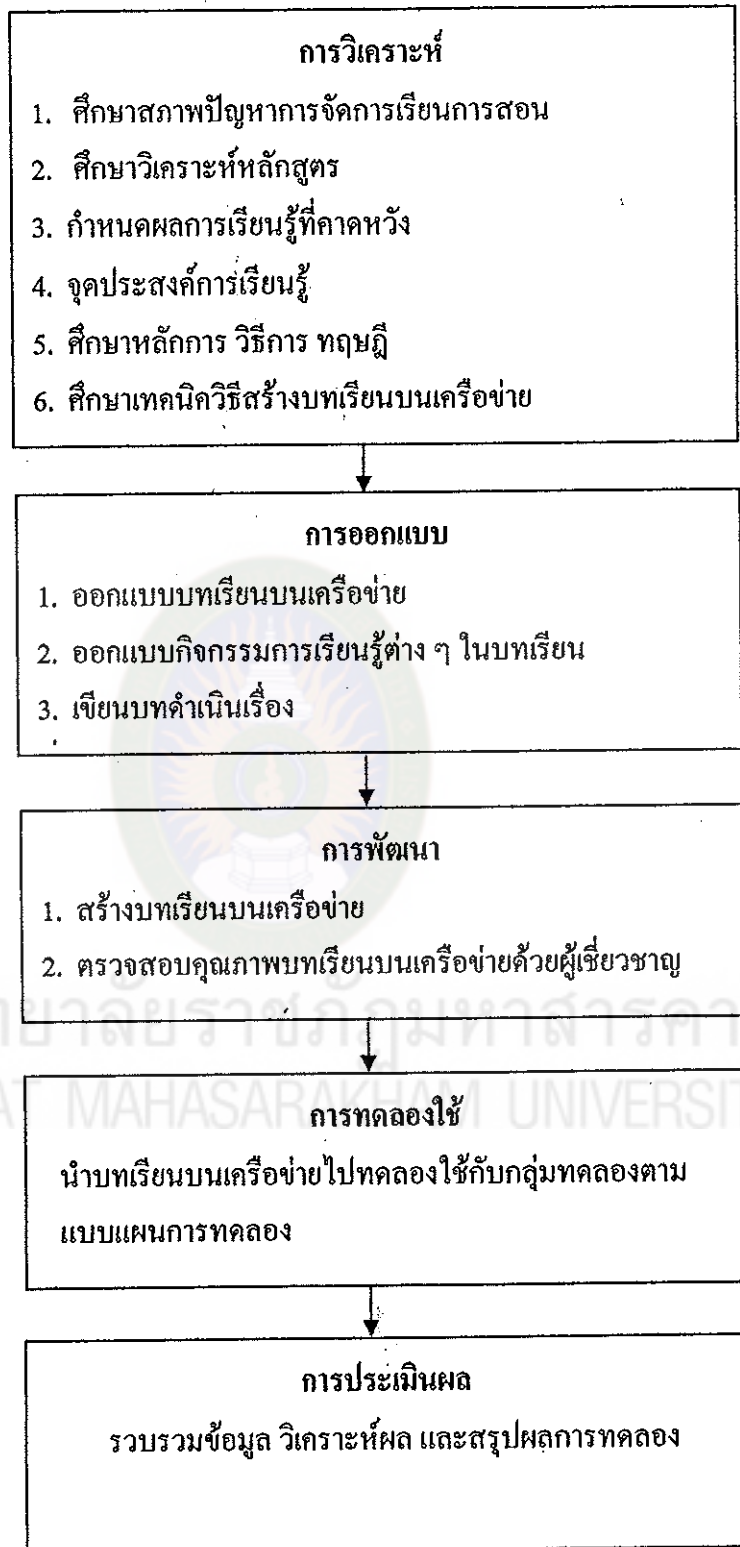 การวิเคราะห์
1. ศึกษาสภาพปัญหาการจัดการเรียนการสอน
2. ศึกษาวิเคราะห์หลักสูตร
3. กำหนดผลการเรียนรู้ที่คาดหวัง
4. จุดประสงค์การเรียนรู้
5. ศึกษาหลักการ วิธีการ ทฤษฎี
6. ศึกษาเทคนิควิธีสร้างบทเรียนบนเครือข่าย
การออกแบบ
1. ออกแบบบทเรียนบนเครือข่าย
2. ออกแบบกิจกรรมการเรียนรู้ต่าง ๆ ในบทเรียน
3. เขียนบทดำเนินเรื่อง
การพัฒนา
1. สร้างบทเรียนบนเครือข่าย
2. ตรวจสอบคุณภาพบทเรียนบนเครือข่ายด้วยผู้เชี่ยวชาญ
ทยาลัยราชภัฏมหาสารคา
AT MAHASARAKHAM UNIVERSIT
การทดลองใช้
นำบทเรียนบนเครือข่ายไปทดลองใช้กับกลุ่มทดลองตาม
แบบแผนการทดลอง
การประเมินผล
รวบรวมข้อมูล วิเคราะห์ผล และสรุปผลการทดลอง